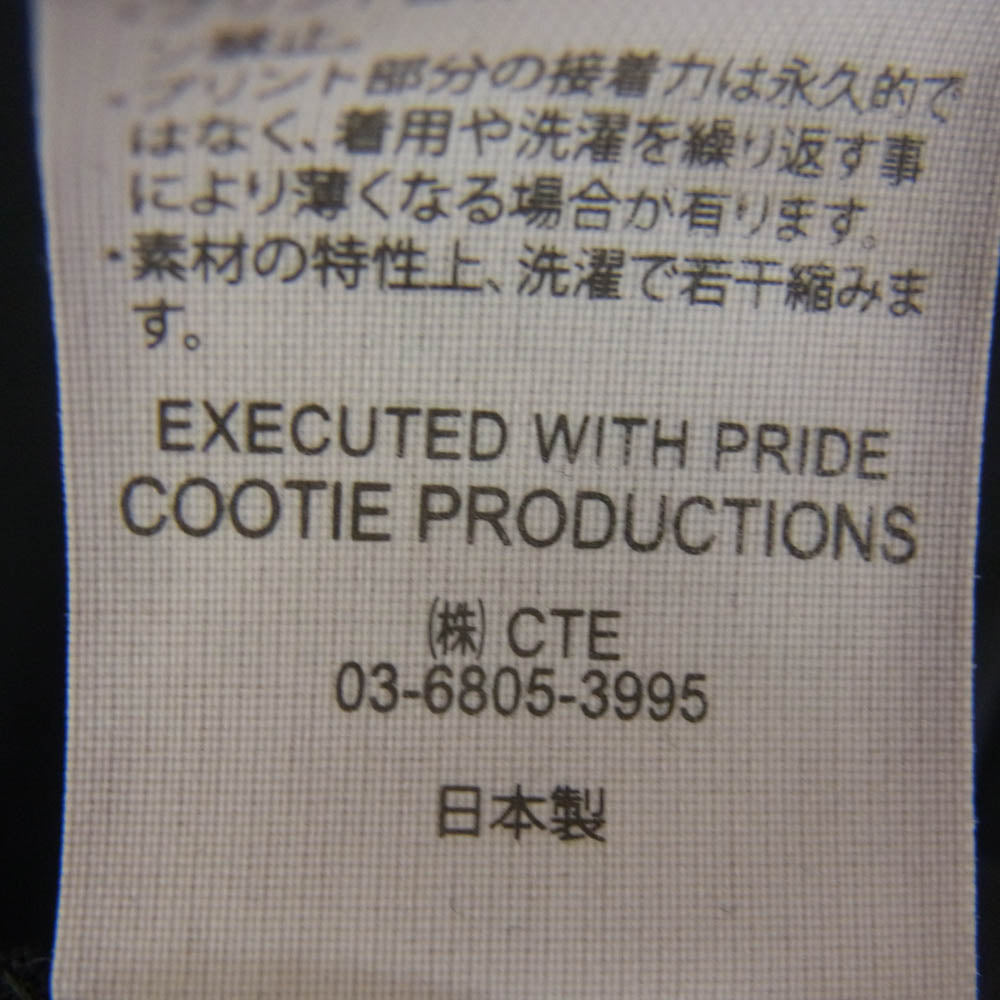 ン禁止。
・プリント部分の接着力は永久的で
はなく、着用や洗濯を繰り返す事
により薄くなる場合が有ります。
・素材の特性上、洗濯で若干縮みま
す。
EXECUTED WITH PRIDE
COOTIE PRODUCTIONS
㈱ CTE
03-6805-3995
日本製